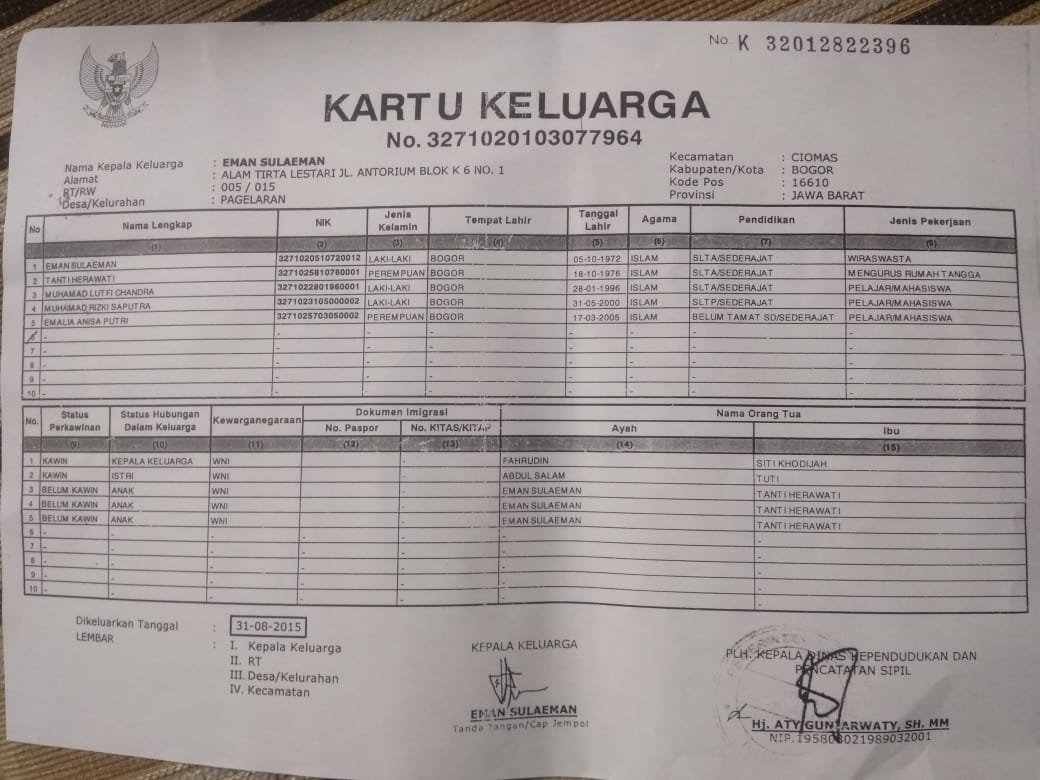 No. K 32012822396
KARTU KELUARGA
No. 3271020103077964
Nama Kepala Keluarga : EMAN SULAEMAN
Alamat : ALAM TIRTA LESTARI JL. ANTORIUM BLOK K 6 NO. 1
RT/RW : 005 / 015
Desa/Kelurahan : PAGELARAN
Kecamatan : CIOMAS
Kabupaten/Kota : BOGOR
Kode Pos : 16610
Provinsi : JAWA BARAT
No Nama Lengkap NIK Jenis Kelamin Tempat Lahir Tanggal Lahir Agama Pendidikan Jenis Pekerjaan
(1) (2) (3) (4) (5) (6) (7) (8)
1 EMAN SULAEMAN 3271020510720012 LAKI-LAKI BOGOR 05-10-1972 ISLAM SLTA/SEDERAJAT WIRASWASTA
2 TANTI HERAWATI 3271025810760001 PEREMPUAN BOGOR 18-10-1976 ISLAM SLTA/SEDERAJAT MENGURUS RUMAH TANGGA
3 MUHAMAD LUTFI CHANDRA 3271022801960001 LAKI-LAKI BOGOR 28-01-1996 ISLAM SLTA/SEDERAJAT PELAJAR/MAHASISWA
4 MUHAMAD RIZKI SAPUTRA 3271023105000002 LAKI-LAKI BOGOR 31-05-2000 ISLAM SLTP/SEDERAJAT PELAJAR/MAHASISWA
5 EMALIA ANISA PUTRI 3271025703050002 PEREMPUAN BOGOR 17-03-2005 ISLAM BELUM TAMAT SD/SEDERAJAT PELAJAR/MAHASISWA
6 - - - - - - - -
7 - - - - - - - -
8 - - - - - - - -
9 - - - - - - - -
10 - - - - - - - -
No. Status Perkawinan Status Hubungan Dalam Keluarga Kewarganegaraan Dokumen Imigrasi Nama Orang Tua
No. Paspor No. KITAS/KITAP Ayah Ibu
(9) (10) (11) (12) (13) (14) (15)
1 KAWIN KEPALA KELUARGA WNI - FAHRUDIN SITI KHODIJAH
2 KAWIN ISTRI WNI - ABDUL SALAM TUTI
3 BELUM KAWIN ANAK WNI - EMAN SULAEMAN TANTI HERAWATI
4 BELUM KAWIN ANAK WNI - EMAN SULAEMAN TANTI HERAWATI
5 BELUM KAWIN ANAK WNI - EMAN SULAEMAN TANTI HERAWATI
6 - - - - - - -
7 - - - - - - -
8 - - - - - - -
9 - - - - - - -
10 - - - - - - -
Dikeluarkan Tanggal : 31-08-2015
LEMBAR : I. Kepala Keluarga
II. RT
III. Desa/Kelurahan
IV. Kecamatan
KEPALA KELUARGA
EMAN SULAEMAN
Tanda Tangan/Cap Jempol
PLH. KEPALA DINAS KEPENDUDUKAN DAN
PENCATATAN SIPIL
Hj. ATY GUNIARWATY, SH. MM
NIP.195808021989032001